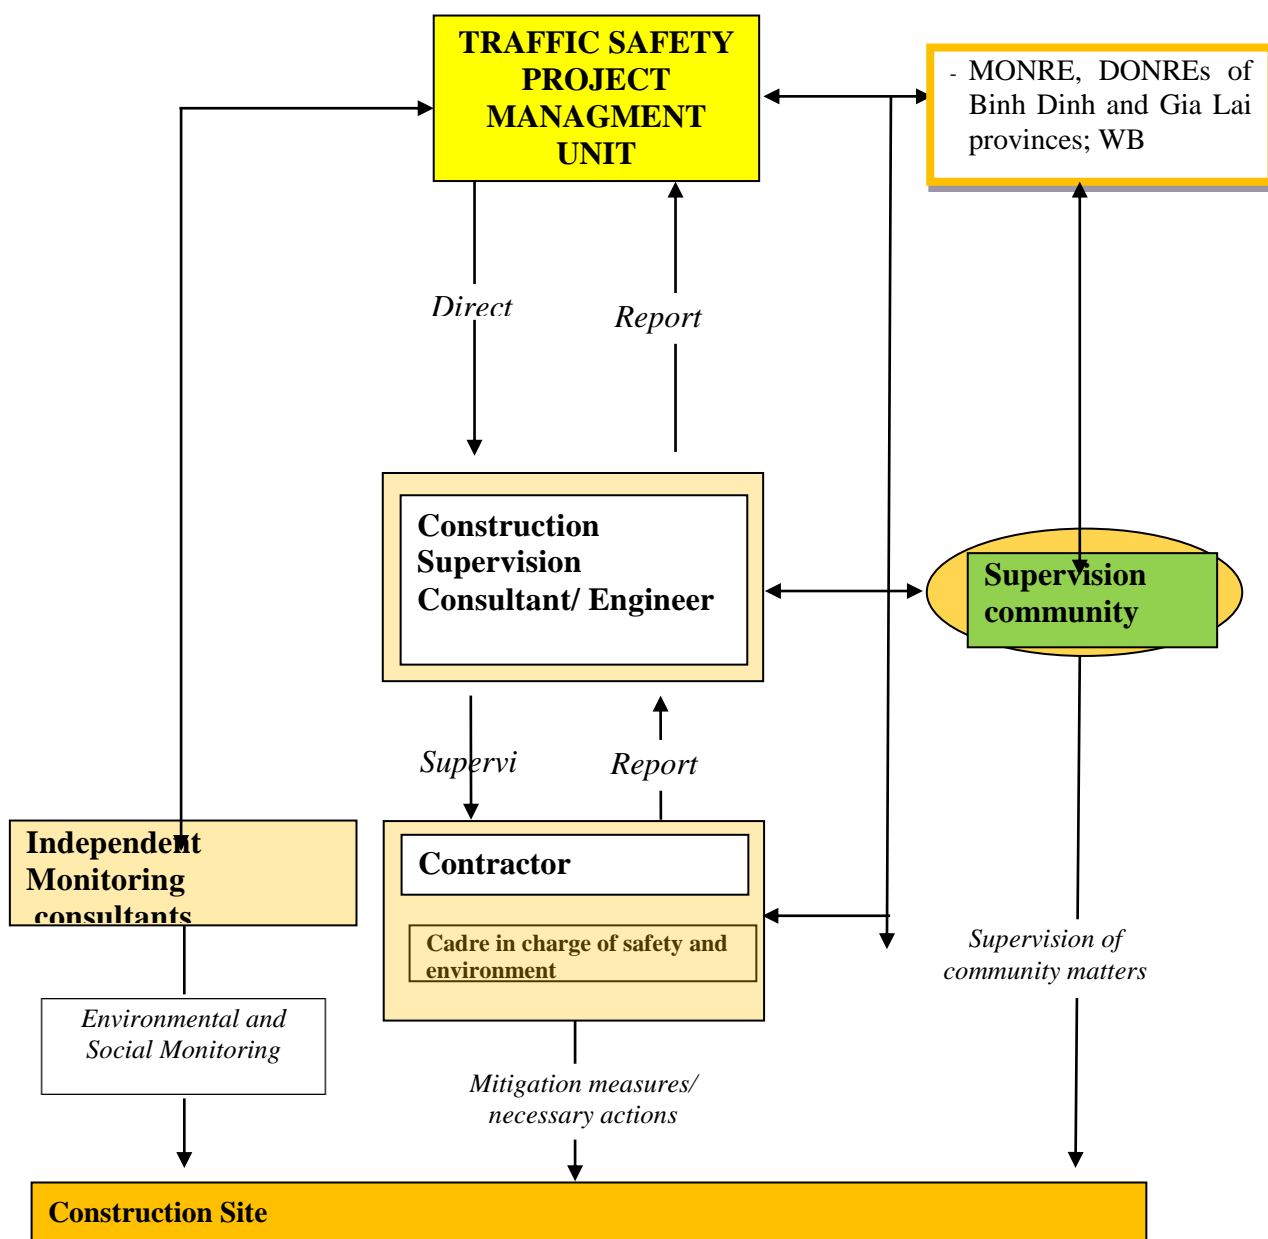 TRAFFIC SAFETY
PROJECT
MANAGMENT
UNIT
- MONRE, DONREs of
Binh Dinh and Gia Lai
provinces; WB
Direct
Report
Construction
Supervision
Consultant/ Engineer
Supervision
community
Supervi
Report
Independent
Monitoring
consultants
Contractor
Cadre in charge of safety and
environment
Supervision of
community matters
Environmental and
Social Monitoring
Mitigation measures/
necessary actions
Construction Site